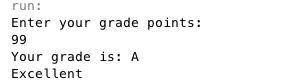 run:
Enter your grade points:
99
Your grade is: A
Excellent